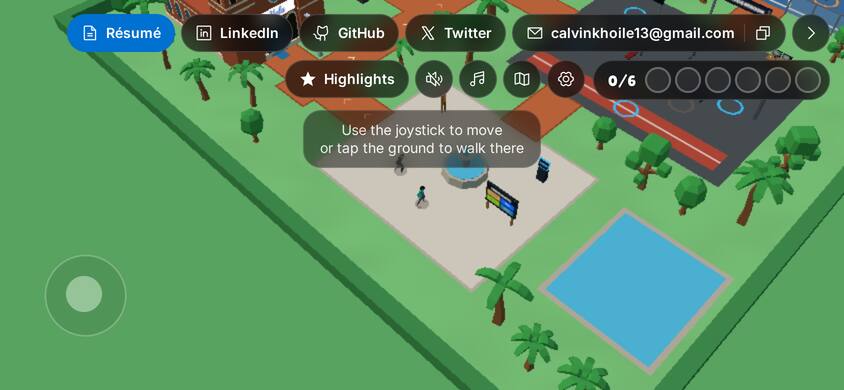 Résumé
LinkedIn
GitHub
Twitter
calvinkhoile13@gmail.com
Highlights
0/6
Use the joystick to move
or tap the ground to walk there